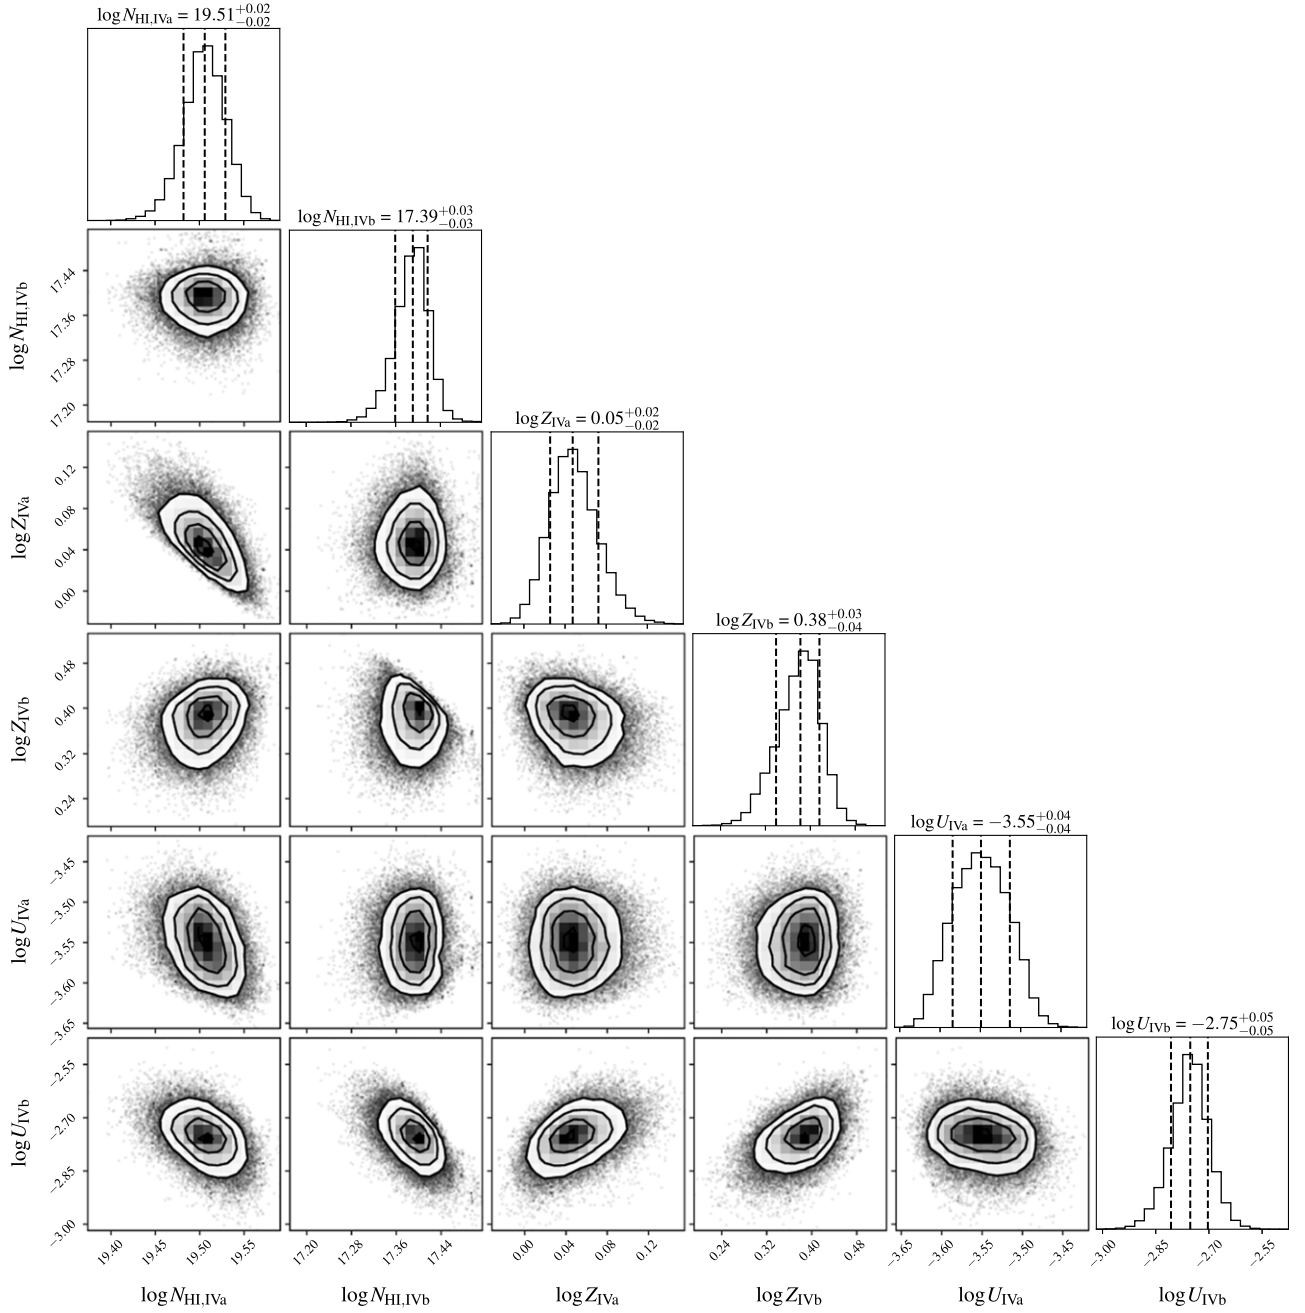 log N_HI,IVa = 19.51 +0.02 −0.02
log N_HI,IVb = 17.39 +0.03 −0.03
17.44
17.36
17.28
17.20
log N_HI,IVb
log Z_IVa = 0.05 +0.02 −0.02
0.12
0.08
0.04
0.00
log Z_IVa
log Z_IVb = 0.38 +0.03 −0.04
0.48
0.40
0.32
0.24
log Z_IVb
log U_IVa = −3.55 +0.04 −0.04
−3.45
−3.50
−3.55
−3.60
−3.65
log U_IVa
log U_IVb = −2.75 +0.05 −0.05
−2.55
−2.70
−2.85
−3.00
log U_IVb
19.40 19.45 19.50 19.55 17.20 17.28 17.36 17.44 0.00 0.04 0.08 0.12 0.24 0.32 0.40 0.48 −3.65 −3.60 −3.55 −3.50 −3.45 −3.00 −2.85 −2.70 −2.55
log N_HI,IVa log N_HI,IVb log Z_IVa log Z_IVb log U_IVa log U_IVb